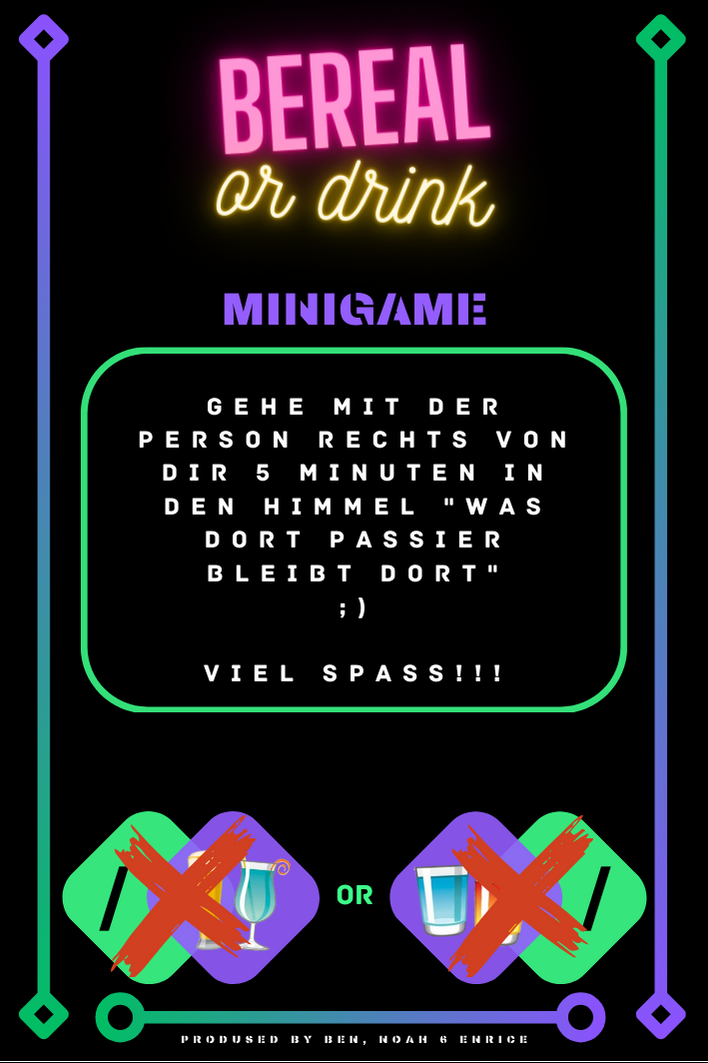 BEREAL
or drink
MINIGAME
GEHE MIT DER
PERSON RECHTS VON
DIR 5 MINUTEN IN
DEN HIMMEL "WAS
DORT PASSIER
BLEIBT DORT"
;)
VIEL SPASS!!!
/ OR /
PRODUSED BY BEN, NOAH & ENRICE